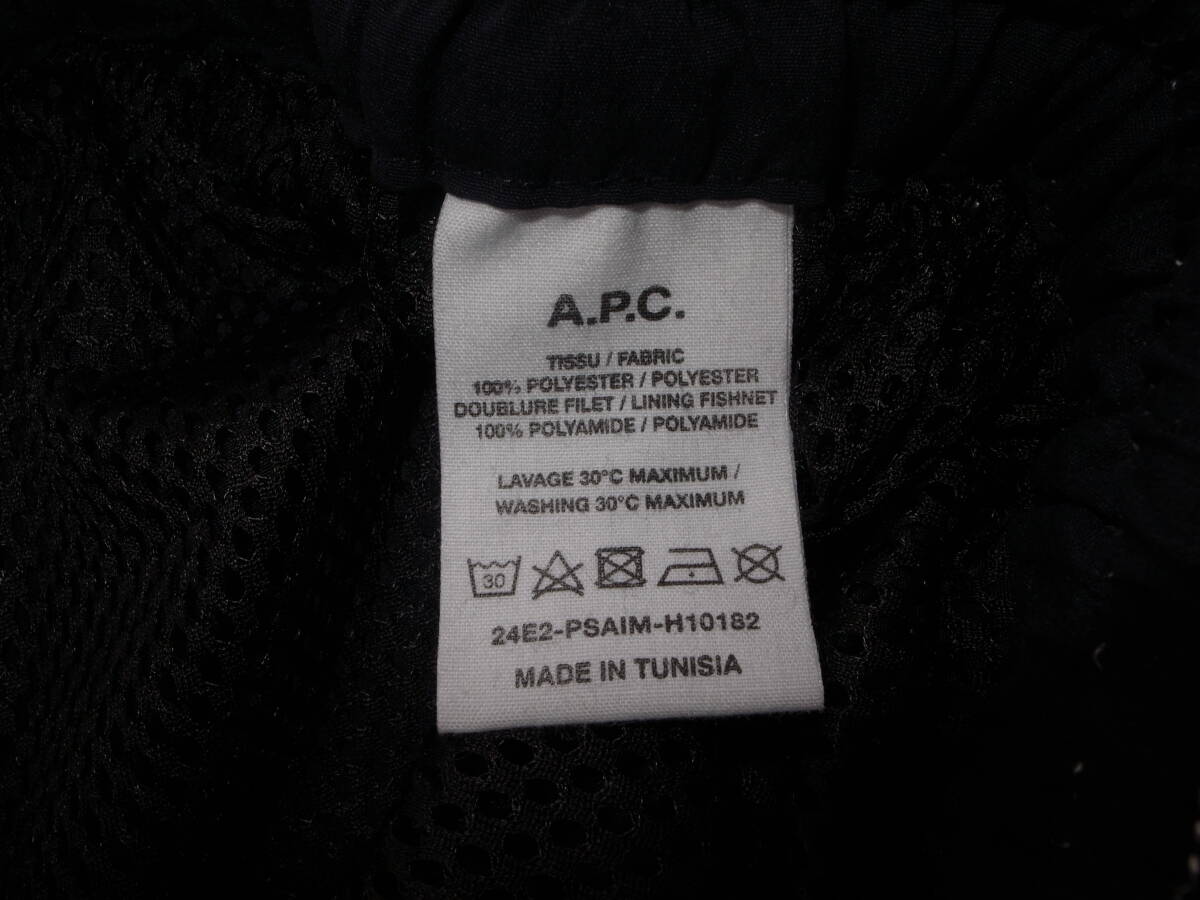 A.P.C.
TISSU / FABRIC
100% POLYESTER / POLYESTER
DOUBLURE FILET / LINING FISHNET
100% POLYAMIDE / POLYAMIDE
LAVAGE 30°C MAXIMUM /
WASHING 30°C MAXIMUM
30
24E2-PSAIM-H10182
MADE IN TUNISIA